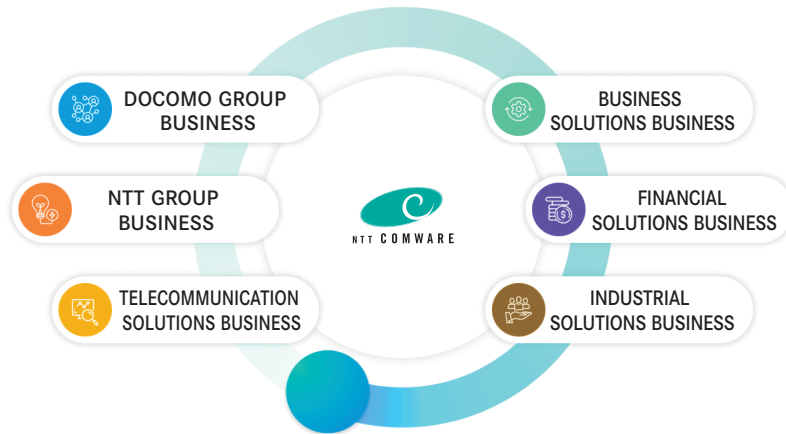 DOCOMO GROUP
BUSINESS
NTT GROUP
BUSINESS
TELECOMMUNICATION
SOLUTIONS BUSINESS
NTT COMWARE
BUSINESS
SOLUTIONS BUSINESS
FINANCIAL
SOLUTIONS BUSINESS
INDUSTRIAL
SOLUTIONS BUSINESS